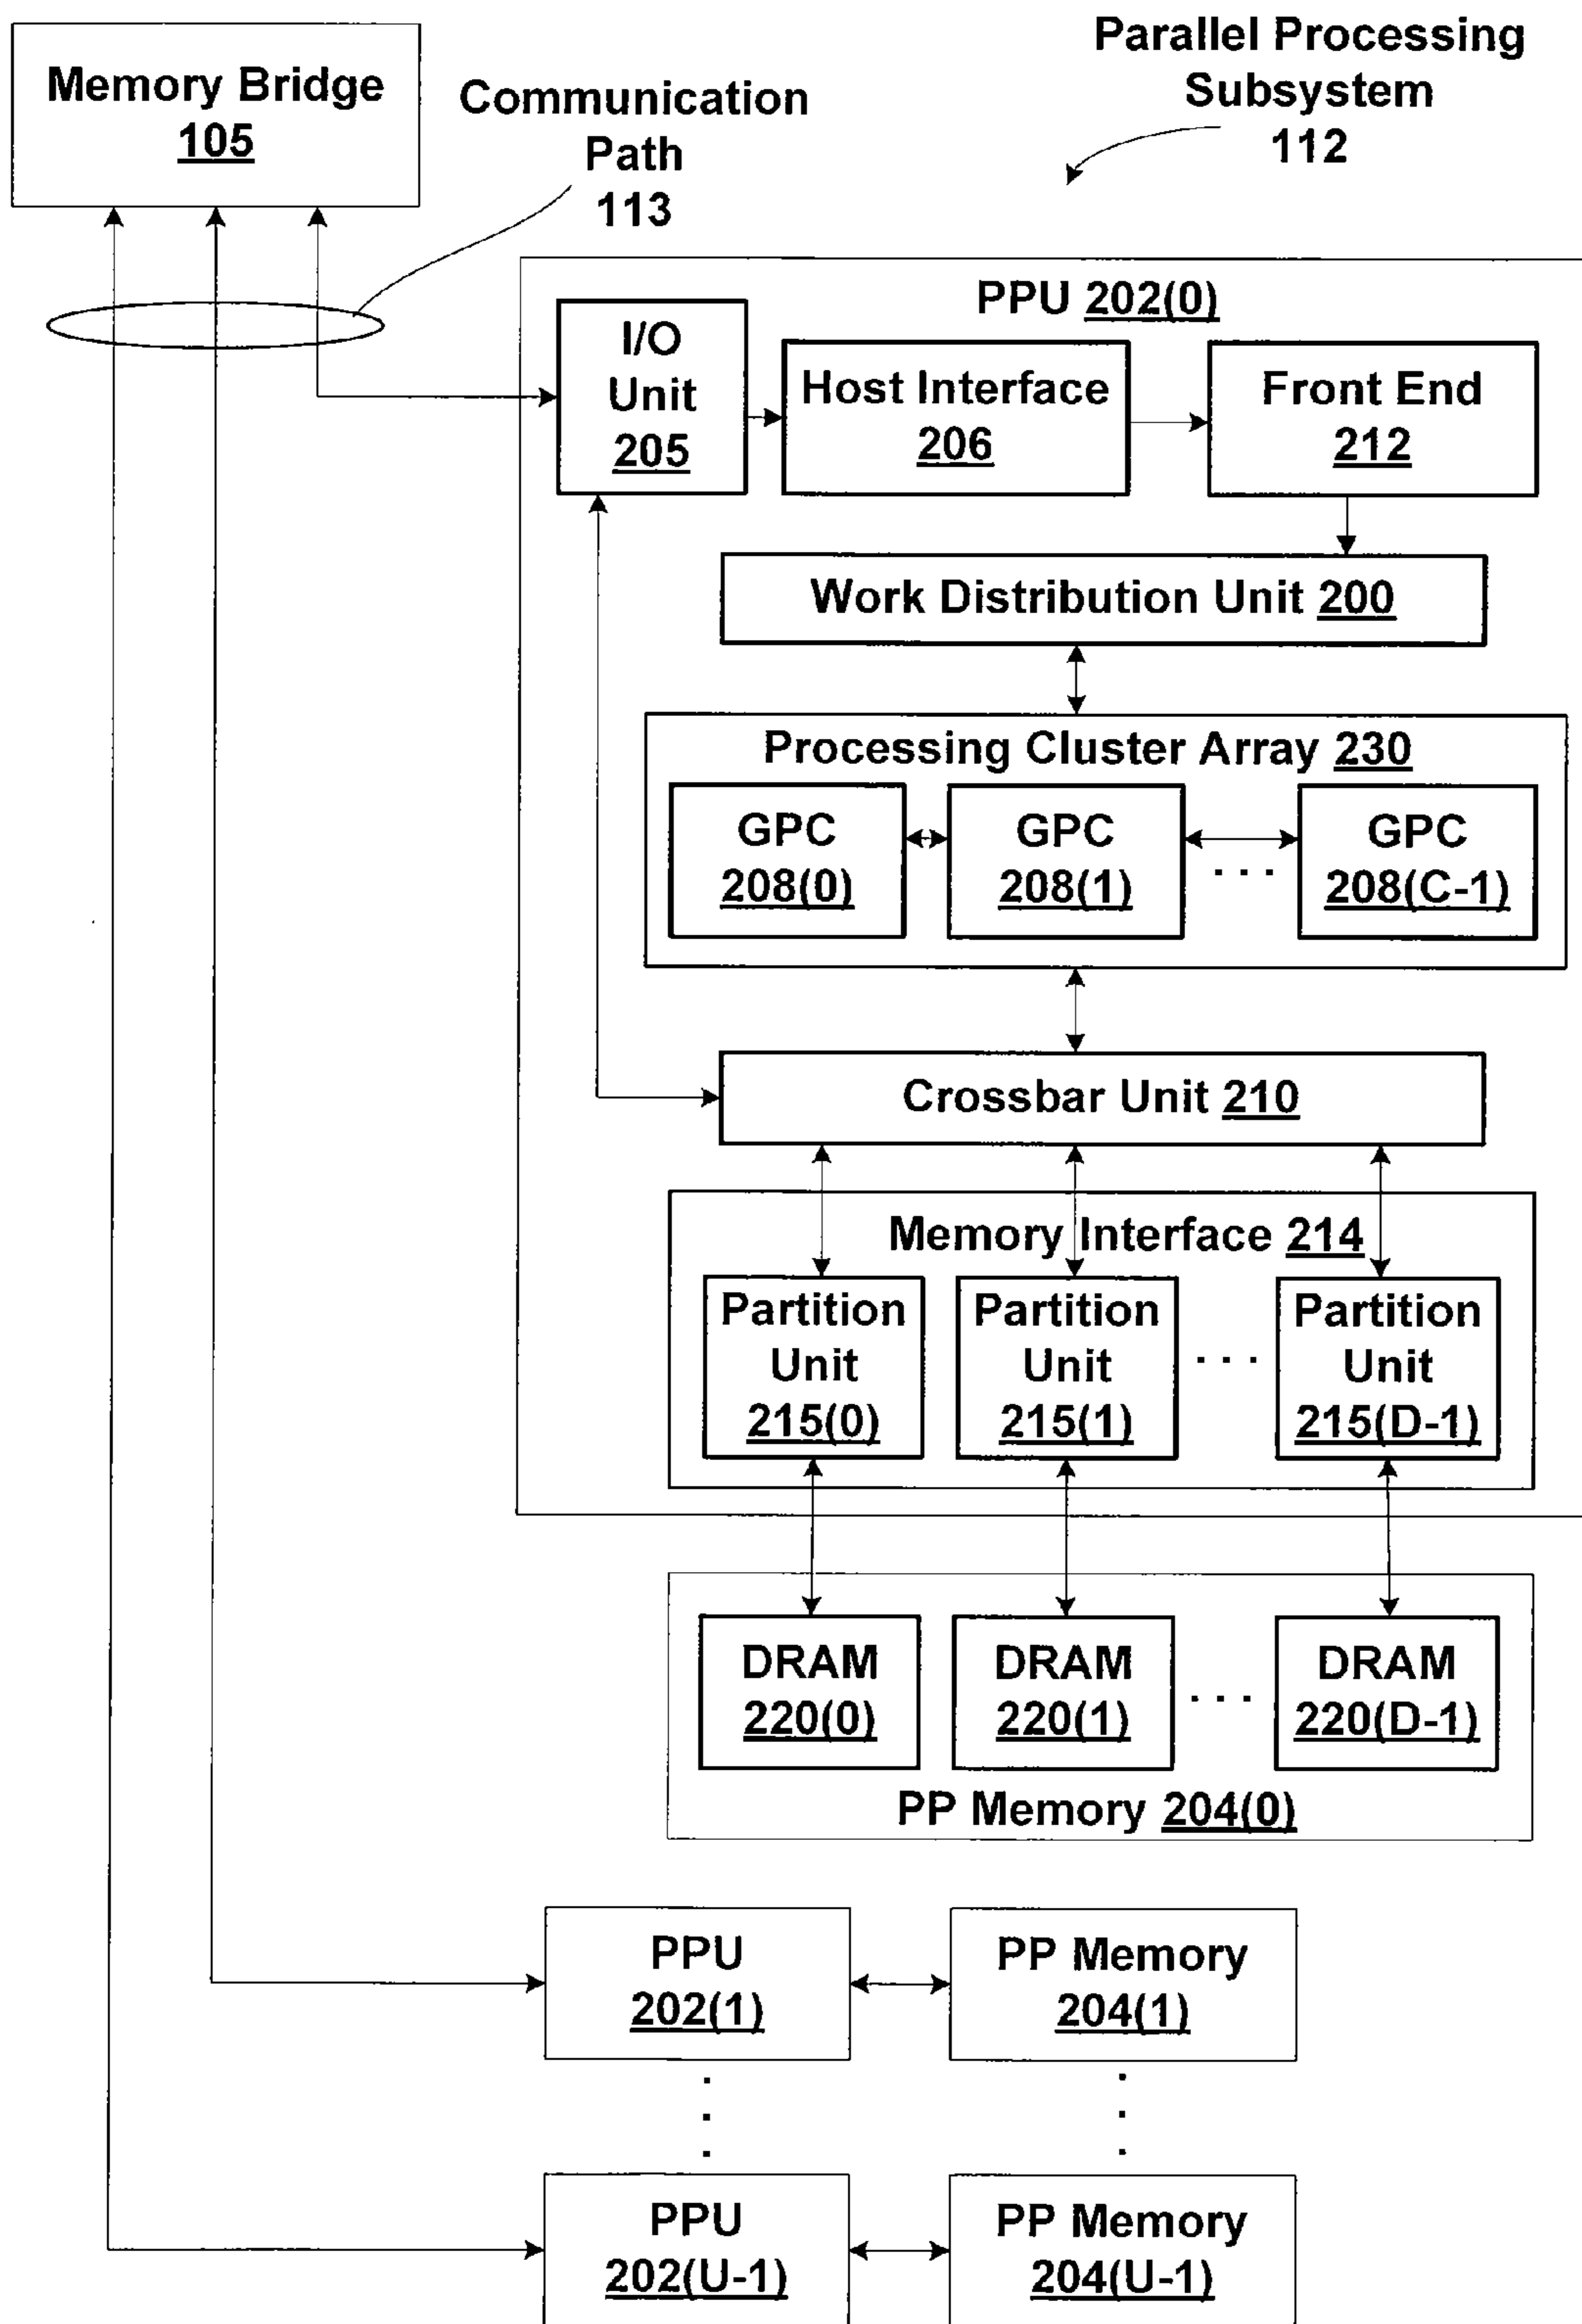 Parallel Processing
Subsystem
112
Memory Bridge
105
Communication
Path
113
PPU 202(0)
I/O
Unit
205
Host Interface
206
Front End
212
Work Distribution Unit 200
Processing Cluster Array 230
GPC
208(0)
GPC
208(1)
. . .
GPC
208(C-1)
Crossbar Unit 210
Memory Interface 214
Partition
Unit
215(0)
Partition
Unit
215(1)
. . .
Partition
Unit
215(D-1)
DRAM
220(0)
DRAM
220(1)
. . .
DRAM
220(D-1)
PP Memory 204(0)
PPU
202(1)
PP Memory
204(1)
PPU
202(U-1)
PP Memory
204(U-1)